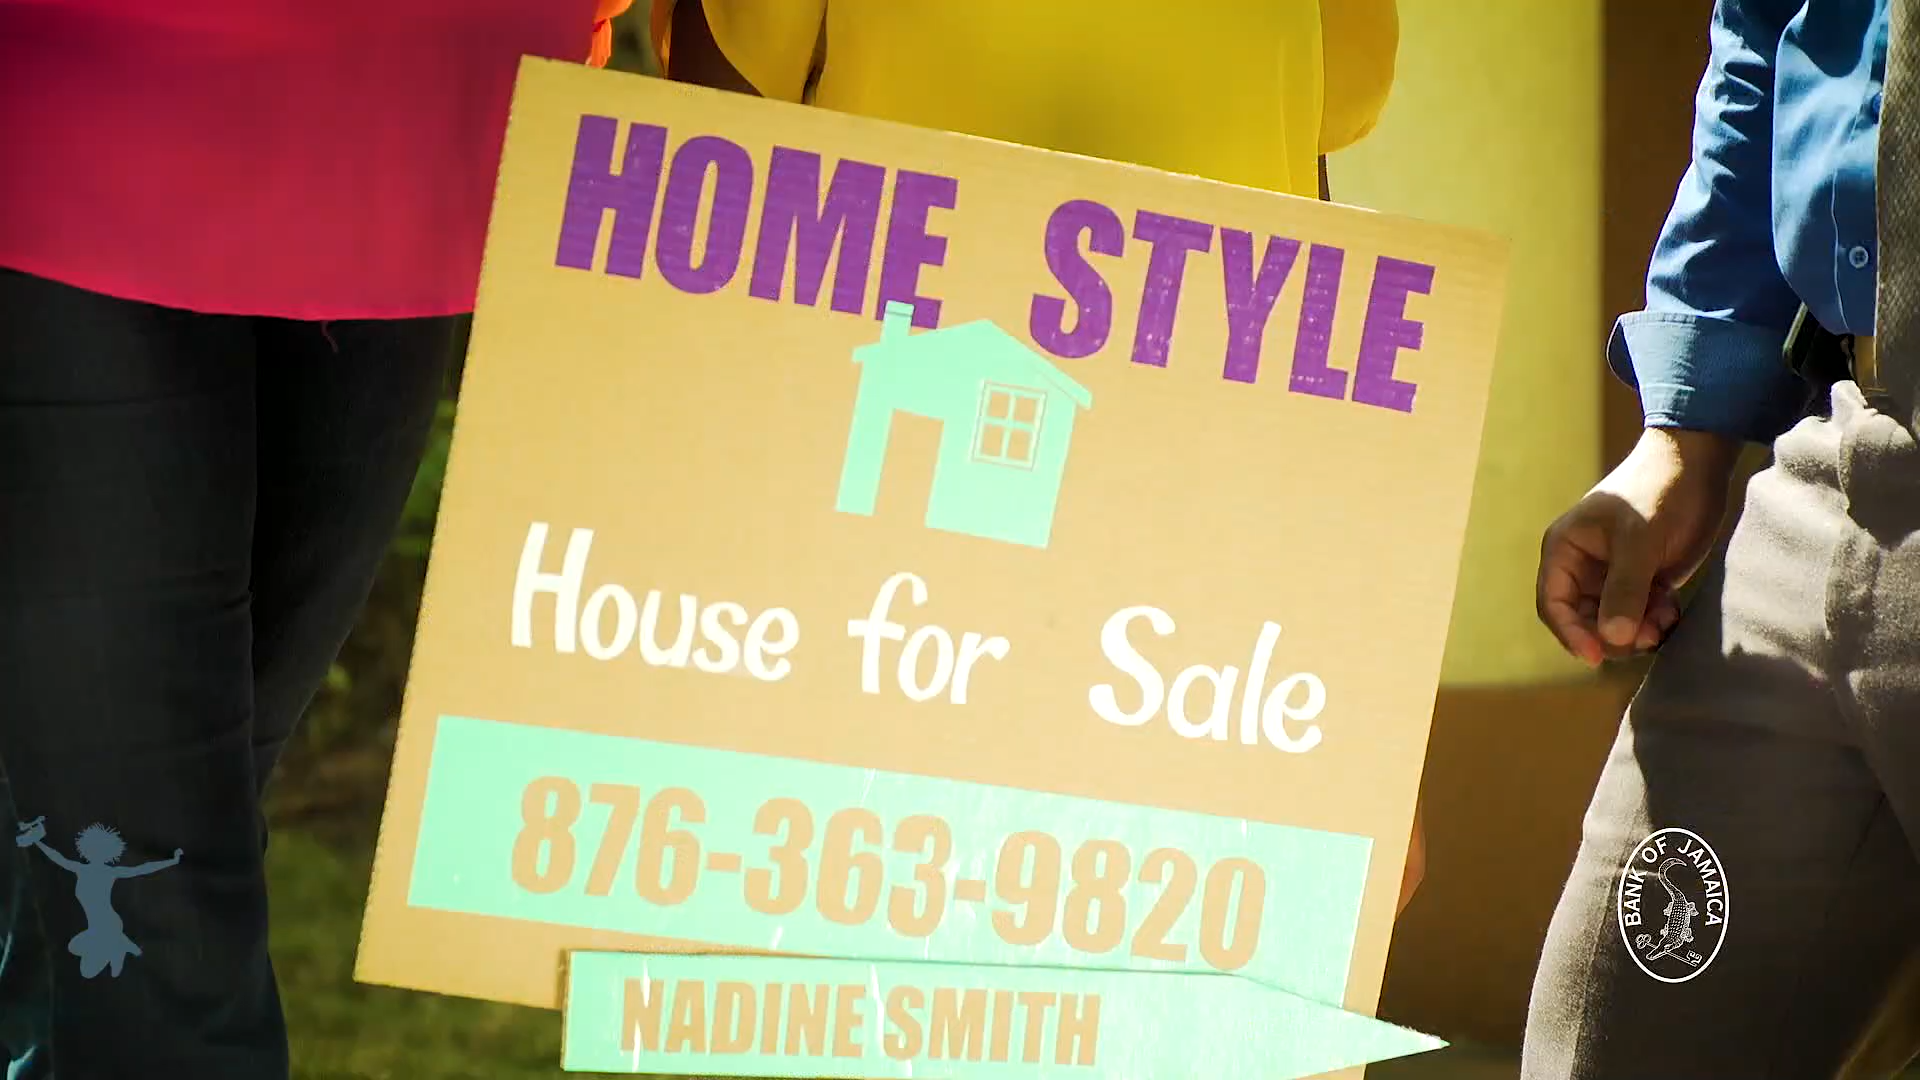 HOME STYLE
House for Sale
876-363-9820
NADINE SMITH
BANK OF JAMAICA